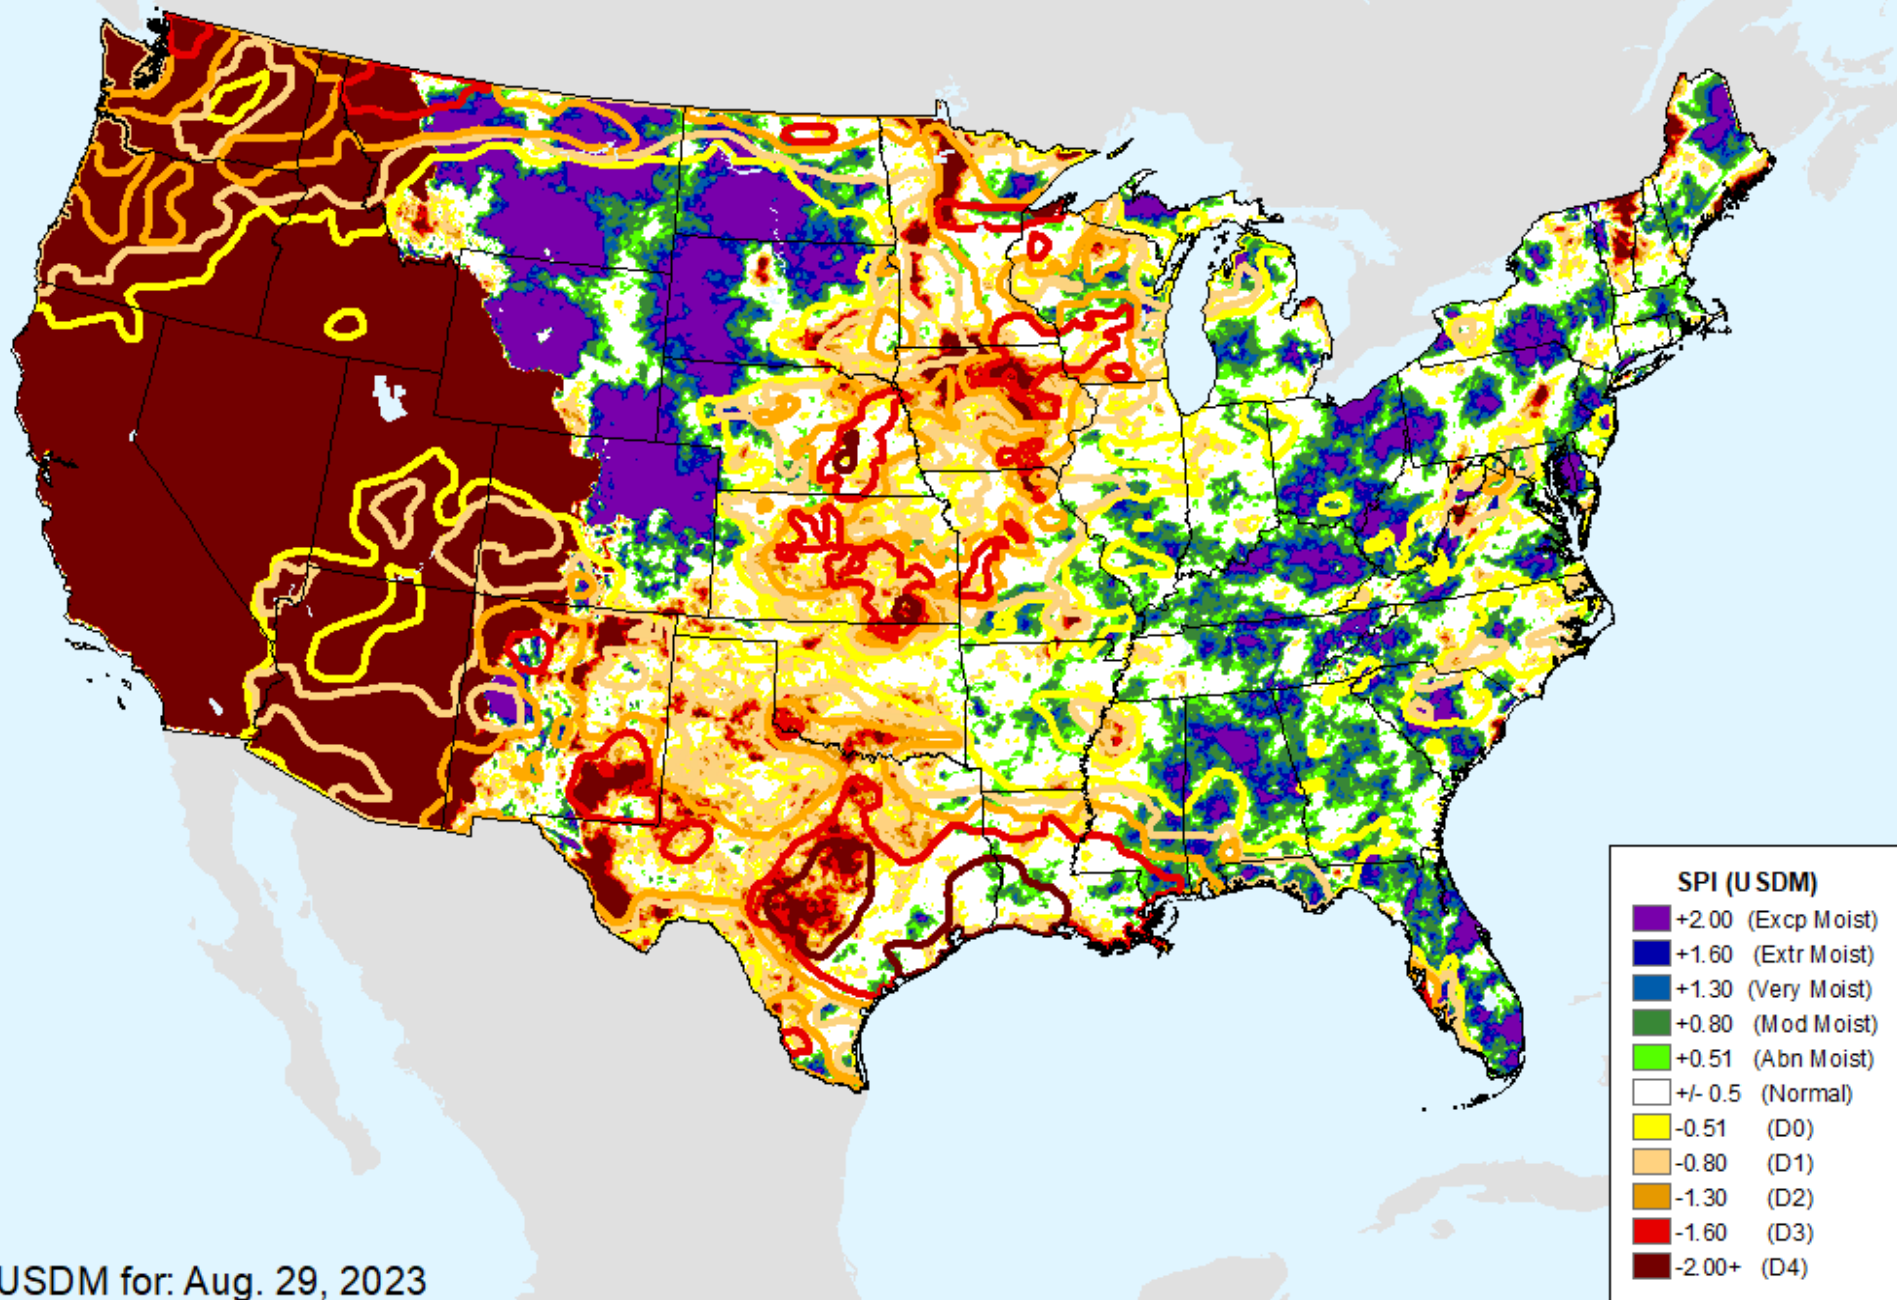 SPI (USDM)
+2.00 (Excp Moist)
+1.60 (Extr Moist)
+1.30 (Very Moist)
+0.80 (Mod Moist)
+0.51 (Abn Moist)
+/- 0.5 (Normal)
-0.51 (D0)
-0.80 (D1)
-1.30 (D2)
-1.60 (D3)
-2.00+ (D4)
USDM for: Aug. 29, 2023